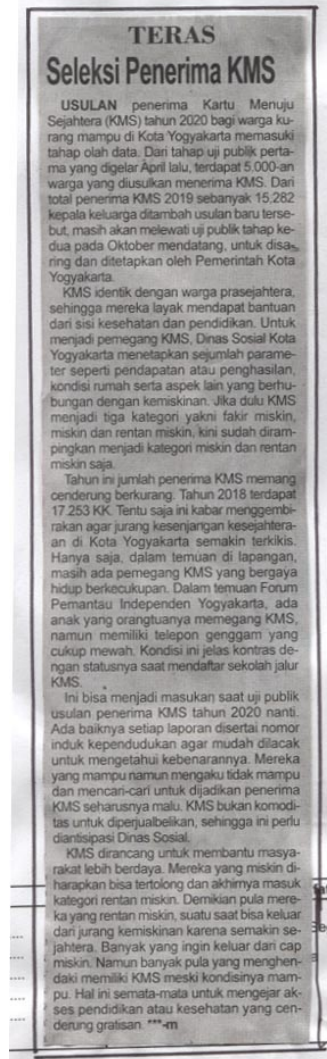 TERAS
Seleksi Penerima KMS
USULAN penerima Kartu Menuju
Sejahtera (KMS) tahun 2020 bagi warga ku-
rang mampu di Kota Yogyakarta memasuki
tahap olah data. Dari tahap uji publik perta-
ma yang digelar April lalu, terdapat 5.000-an
warga yang diusulkan menerima KMS. Dari
total penerima KMS 2019 sebanyak 15.282
kepala keluarga ditambah usulan baru terse-
but, masih akan melewati uji publik tahap ke-
dua pada Oktober mendatang, untuk disa-
ring dan ditetapkan oleh Pemerintah Kota
Yogyakarta.
KMS identik dengan warga prasejahtera,
sehingga mereka layak mendapat bantuan
dari sisi kesehatan dan pendidikan. Untuk
menjadi pemegang KMS, Dinas Sosial Kota
Yogyakarta menetapkan sejumlah parame-
ter seperti pendapatan atau penghasilan,
kondisi rumah serta aspek lain yang berhu-
bungan dengan kemiskinan. Jika dulu KMS
menjadi tiga kategori yakni fakir miskin,
miskin dan rentan miskin, kini sudah diram-
pingkan menjadi kategori miskin dan rentan
miskin saja.
Tahun ini jumlah penerima KMS memang
cenderung berkurang. Tahun 2018 terdapat
17.253 KK. Tentu saja ini kabar menggembi-
rakan agar jurang kesenjangan kesejahtera-
an di Kota Yogyakarta semakin terkikis.
Hanya saja, dalam temuan di lapangan,
masih ada pemegang KMS yang bergaya
hidup berkecukupan. Dalam temuan Forum
Pemantau Independen Yogyakarta, ada
anak yang orangtuanya memegang KMS,
namun memiliki telepon genggam yang
cukup mewah. Kondisi ini jelas kontras de-
ngan statusnya saat mendaftar sekolah jalur
KMS.
Ini bisa menjadi masukan saat uji publik
usulan penerima KMS tahun 2020 nanti.
Ada baiknya setiap laporan disertai nomor
induk kependudukan agar mudah dilacak
untuk mengetahui kebenarannya. Mereka
yang mampu namun mengaku tidak mampu
dan mencari-cari untuk dijadikan penerima
KMS seharusnya malu. KMS bukan komodi-
tas untuk diperjualbelikan, sehingga ini perlu
diantisipasi Dinas Sosial.
KMS dirancang untuk membantu masya-
rakat lebih berdaya. Mereka yang miskin di-
harapkan bisa tertolong dan akhirnya masuk
kategori rentan miskin. Demikian pula mere-
ka yang rentan miskin, suatu saat bisa keluar
dari jurang kemiskinan karena semakin se-
jahtera. Banyak yang ingin keluar dari cap
miskin. Namun banyak pula yang menghen-
daki memiliki KMS meski kondisinya mam-
pu. Hal ini semata-mata untuk mengejar ak-
ses pendidikan atau kesehatan yang cen-
derung gratisan. ***-m